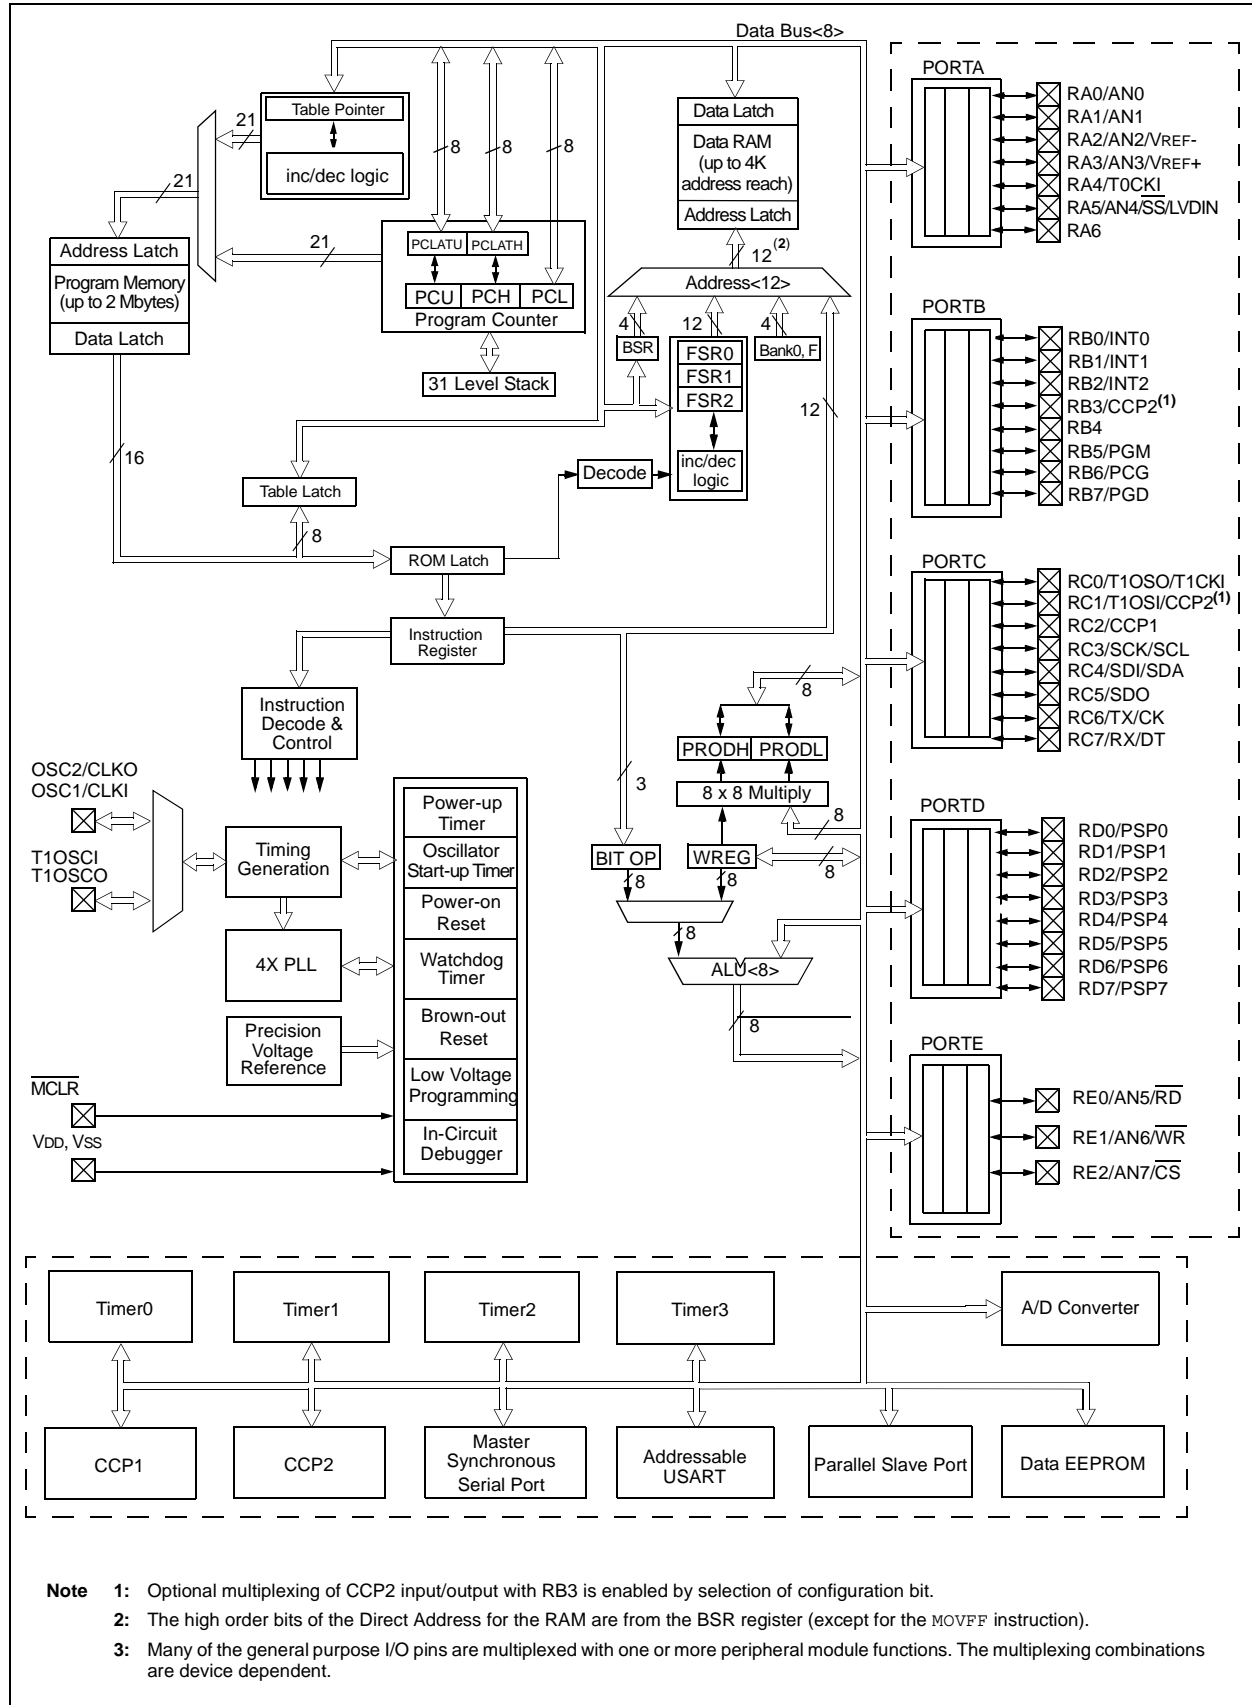 Data Bus<8>
PORTA
Table Pointer
inc/dec logic
21
21
21
8
8
8
Data Latch
Data RAM
(up to 4K
address reach)
Address Latch
12(2)
Address<12>
RA0/AN0
RA1/AN1
RA2/AN2/VREF-
RA3/AN3/VREF+
RA4/T0CKI
RA5/AN4/SS/LVDIN
RA6
Address Latch
Program Memory
(up to 2 Mbytes)
Data Latch
PCLATU
PCLATH
PCU
PCH
PCL
Program Counter
31 Level Stack
4
12
4
BSR
FSR0
FSR1
FSR2
inc/dec
logic
Bank0, F
12
PORTB
RB0/INT0
RB1/INT1
RB2/INT2
RB3/CCP2(1)
RB4
RB5/PGM
RB6/PCG
RB7/PGD
16
Table Latch
8
Decode
ROM Latch
Instruction
Register
PORTC
RC0/T1OSO/T1CKI
RC1/T1OSI/CCP2(1)
RC2/CCP1
RC3/SCK/SCL
RC4/SDI/SDA
RC5/SDO
RC6/TX/CK
RC7/RX/DT
Instruction
Decode &
Control
8
PRODH
PRODL
8 x 8 Multiply
3
8
BIT OP
WREG
8
8
8
8
ALU<8>
8
OSC2/CLKO
OSC1/CLKI
T1OSCI
T1OSCO
Timing
Generation
4X PLL
Precision
Voltage
Reference
MCLR
VDD, VSS
Power-up
Timer
Oscillator
Start-up Timer
Power-on
Reset
Watchdog
Timer
Brown-out
Reset
Low Voltage
Programming
In-Circuit
Debugger
PORTD
RD0/PSP0
RD1/PSP1
RD2/PSP2
RD3/PSP3
RD4/PSP4
RD5/PSP5
RD6/PSP6
RD7/PSP7
PORTE
RE0/AN5/RD
RE1/AN6/WR
RE2/AN7/CS
Timer0
Timer1
Timer2
Timer3
A/D Converter
CCP1
CCP2
Master
Synchronous
Serial Port
Addressable
USART
Parallel Slave Port
Data EEPROM
Note 1: Optional multiplexing of CCP2 input/output with RB3 is enabled by selection of configuration bit.
2: The high order bits of the Direct Address for the RAM are from the BSR register (except for the MOVFF instruction).
3: Many of the general purpose I/O pins are multiplexed with one or more peripheral module functions. The multiplexing combinations
are device dependent.